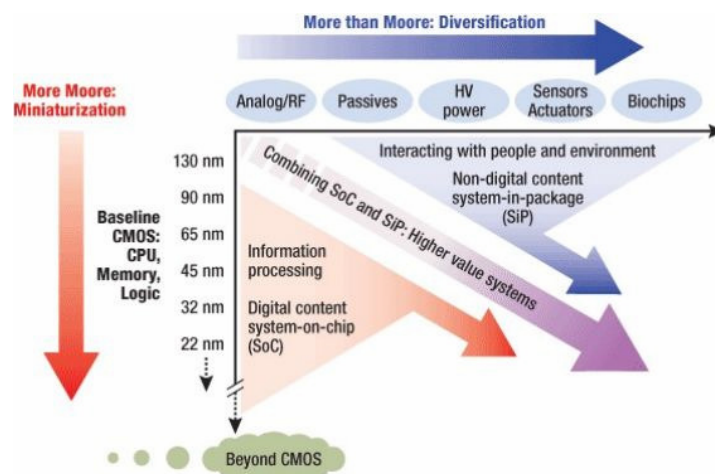 More than Moore: Diversification
More Moore:
Miniaturization
Analog/RF
Passives
HV
power
Sensors
Actuators
Biochips
130 nm
90 nm
65 nm
45 nm
32 nm
22 nm
Baseline
CMOS:
CPU,
Memory,
Logic
Interacting with people and environment
Non-digital content
system-in-package
(SiP)
Combining SoC and SiP: Higher value systems
Information
processing
Digital content
system-on-chip
(SoC)
Beyond CMOS